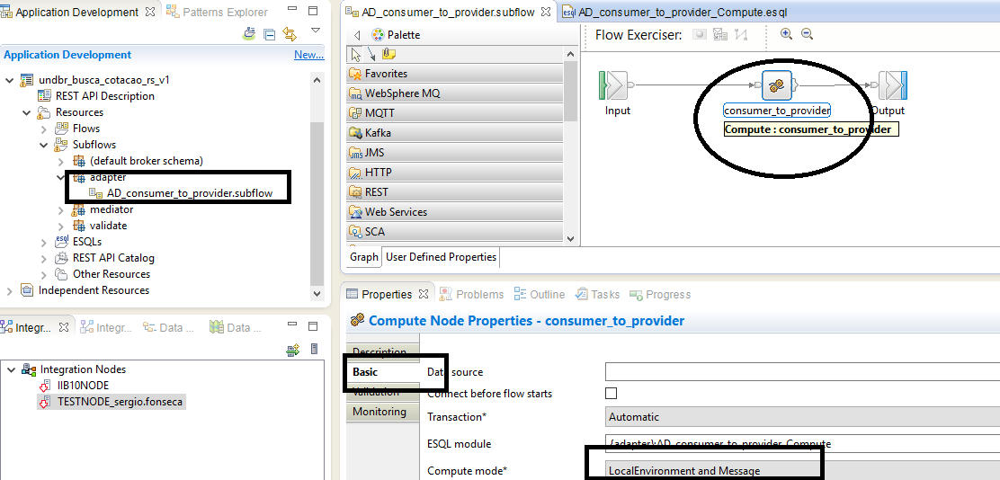 Application Development
Patterns Explorer
Application Development
New...
undbr_busca_cotacao_rs_v1
REST API Description
Resources
Flows
Subflows
(default broker schema)
adapter
AD_consumer_to_provider.subflow
mediator
validate
ESQLs
REST API Catalog
Other Resources
Independent Resources
Integr...
Integr...
Data ...
Data ...
Integration Nodes
IIB10NODE
TESTNODE_sergio.fonseca
AD_consumer_to_provider.subflow
AD_consumer_to_provider_Compute.esql
Palette
Flow Exerciser:
Favorites
WebSphere MQ
MQTT
Kafka
JMS
HTTP
REST
Web Services
SCA
Input
consumer_to_provider
Output
Compute : consumer_to_provider
Graph
User Defined Properties
Properties
Problems
Outline
Tasks
Progress
Compute Node Properties - consumer_to_provider
Description
Basic
Validation
Monitoring
Data source
Connect before flow starts
Transaction*
Automatic
ESQL module
{adapter}:AD_consumer_to_provider_Compute
Compute mode*
LocalEnvironment and Message